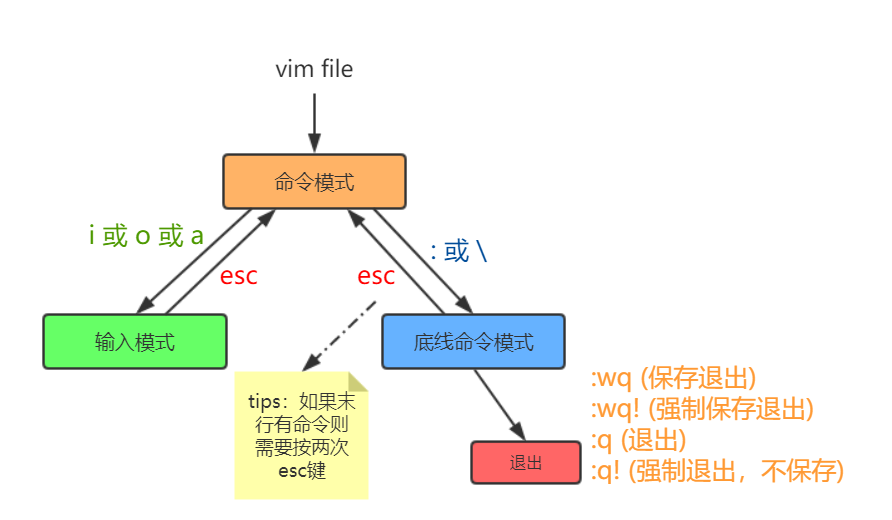 vim file
命令模式
i 或 o 或 a
: 或 \
esc
esc
输入模式
底线命令模式
tips：如果末
行有命令则
需要按两次
esc键
:wq (保存退出)
:wq! (强制保存退出)
:q (退出)
:q! (强制退出，不保存)
退出